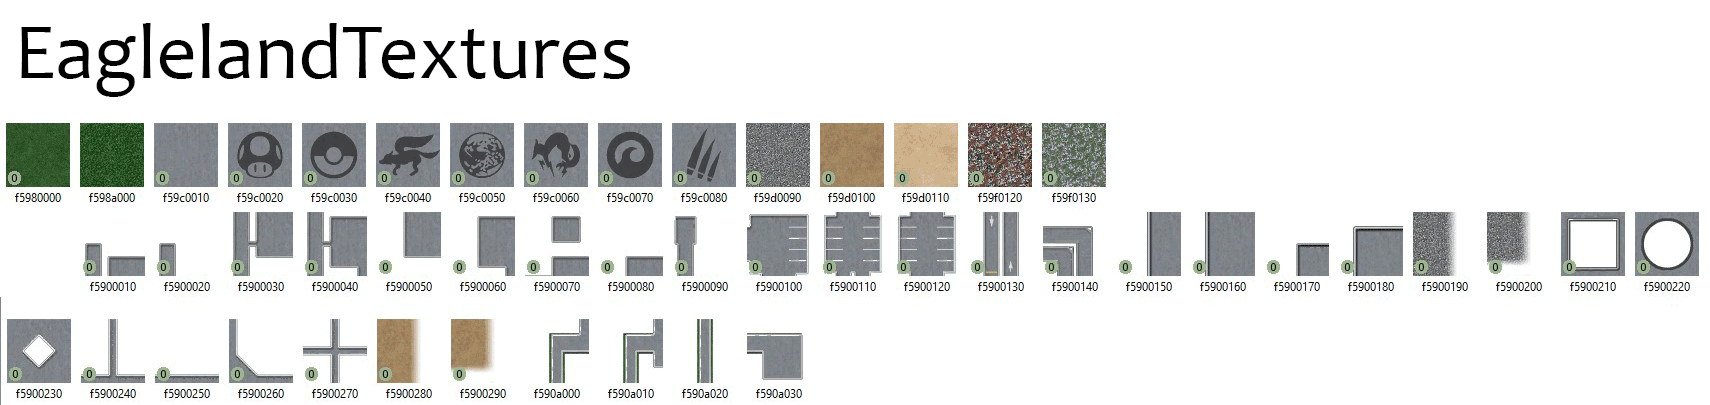 EaglelandTextures
0 0 0 0 0 0 0 0 0 0 0 0 0 0
f5980000 f598a000 f59c0010 f59c0020 f59c0030 f59c0040 f59c0050 f59c0060 f59c0070 f59c0080 f59d0090 f59d0100 f59d0110 f59f0120 f59f0130
0 0 0 0 0 0 0 0 0 0 0 0 0 0 0 0 0 0 0 0 0 0
f5900010 f5900020 f5900030 f5900040 f5900050 f5900060 f5900070 f5900080 f5900090 f5900100 f5900110 f5900120 f5900130 f5900140 f5900150 f5900160 f5900170 f5900180 f5900190 f5900200 f5900210 f5900220
0 0 0 0 0 0 0 0 0 0 0
f5900230 f5900240 f5900250 f5900260 f5900270 f5900280 f5900290 f590a000 f590a010 f590a020 f590a030